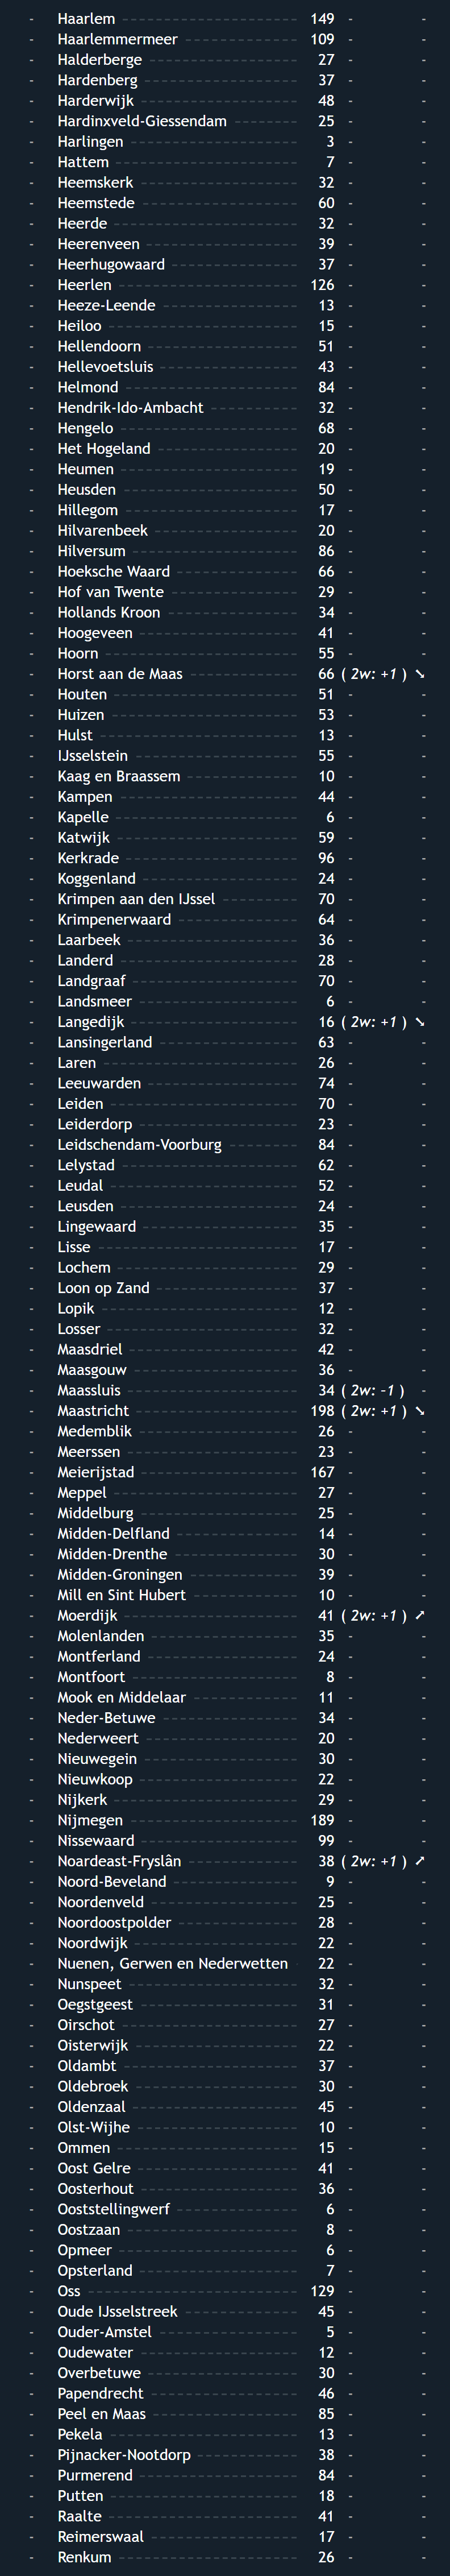 - Haarlem 149 - -
- Haarlemmermeer 109 - -
- Halderberge 27 - -
- Hardenberg 37 - -
- Harderwijk 48 - -
- Hardinxveld-Giessendam 25 - -
- Harlingen 3 - -
- Hattem 7 - -
- Heemskerk 32 - -
- Heemstede 60 - -
- Heerde 32 - -
- Heerenveen 39 - -
- Heerhugowaard 37 - -
- Heerlen 126 - -
- Heeze-Leende 13 - -
- Heiloo 15 - -
- Hellendoorn 51 - -
- Hellevoetsluis 43 - -
- Helmond 84 - -
- Hendrik-Ido-Ambacht 32 - -
- Hengelo 68 - -
- Het Hogeland 20 - -
- Heumen 19 - -
- Heusden 50 - -
- Hillegom 17 - -
- Hilvarenbeek 20 - -
- Hilversum 86 - -
- Hoeksche Waard 66 - -
- Hof van Twente 29 - -
- Hollands Kroon 34 - -
- Hoogeveen 41 - -
- Hoorn 55 - -
- Horst aan de Maas 66 ( 2w: +1 ) ➘
- Houten 51 - -
- Huizen 53 - -
- Hulst 13 - -
- IJsselstein 55 - -
- Kaag en Braassem 10 - -
- Kampen 44 - -
- Kapelle 6 - -
- Katwijk 59 - -
- Kerkrade 96 - -
- Koggenland 24 - -
- Krimpen aan den IJssel 70 - -
- Krimpenerwaard 64 - -
- Laarbeek 36 - -
- Landerd 28 - -
- Landgraaf 70 - -
- Landsmeer 6 - -
- Langedijk 16 ( 2w: +1 ) ➘
- Lansingerland 63 - -
- Laren 26 - -
- Leeuwarden 74 - -
- Leiden 70 - -
- Leiderdorp 23 - -
- Leidschendam-Voorburg 84 - -
- Lelystad 62 - -
- Leudal 52 - -
- Leusden 24 - -
- Lingewaard 35 - -
- Lisse 17 - -
- Lochem 29 - -
- Loon op Zand 37 - -
- Lopik 12 - -
- Losser 32 - -
- Maasdriel 42 - -
- Maasgouw 36 - -
- Maassluis 34 ( 2w: -1 ) -
- Maastricht 198 ( 2w: +1 ) ➘
- Medemblik 26 - -
- Meerssen 23 - -
- Meierijstad 167 - -
- Meppel 27 - -
- Middelburg 25 - -
- Midden-Delfland 14 - -
- Midden-Drenthe 30 - -
- Midden-Groningen 39 - -
- Mill en Sint Hubert 10 - -
- Moerdijk 41 ( 2w: +1 ) ➚
- Molenlanden 35 - -
- Montferland 24 - -
- Montfoort 8 - -
- Mook en Middelaar 11 - -
- Neder-Betuwe 34 - -
- Nederweert 20 - -
- Nieuwegein 30 - -
- Nieuwkoop 22 - -
- Nijkerk 29 - -
- Nijmegen 189 - -
- Nissewaard 99 - -
- Noardeast-Fryslân 38 ( 2w: +1 ) ➚
- Noord-Beveland 9 - -
- Noordenveld 25 - -
- Noordoostpolder 28 - -
- Noordwijk 22 - -
- Nuenen, Gerwen en Nederwetten 22 - -
- Nunspeet 32 - -
- Oegstgeest 31 - -
- Oirschot 27 - -
- Oisterwijk 22 - -
- Oldambt 37 - -
- Oldebroek 30 - -
- Oldenzaal 45 - -
- Olst-Wijhe 10 - -
- Ommen 15 - -
- Oost Gelre 41 - -
- Oosterhout 36 - -
- Ooststellingwerf 6 - -
- Oostzaan 8 - -
- Opmeer 6 - -
- Opsterland 7 - -
- Oss 129 - -
- Oude IJsselstreek 45 - -
- Ouder-Amstel 5 - -
- Oudewater 12 - -
- Overbetuwe 30 - -
- Papendrecht 46 - -
- Peel en Maas 85 - -
- Pekela 13 - -
- Pijnacker-Nootdorp 38 - -
- Purmerend 84 - -
- Putten 18 - -
- Raalte 41 - -
- Reimerswaal 17 - -
- Renkum 26 - -